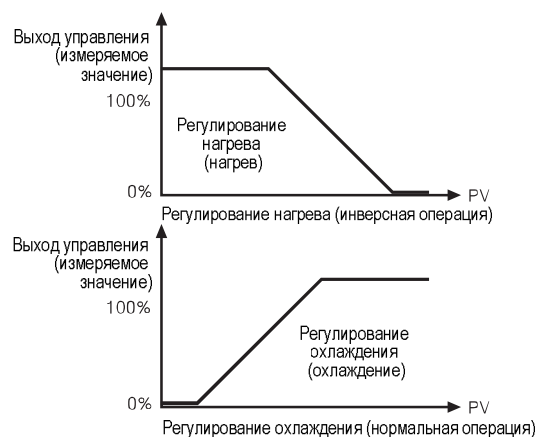 Выход управления
(измеряемое
значение)
100%
Регулирование
нагрева
(нагрев)
0%
PV
Регулирование нагрева (инверсная операция)
Выход управления
(измеряемое
значение)
100%
Регулирование
охлаждения
(охлаждение)
0%
PV
Регулирование охлаждения (нормальная операция)